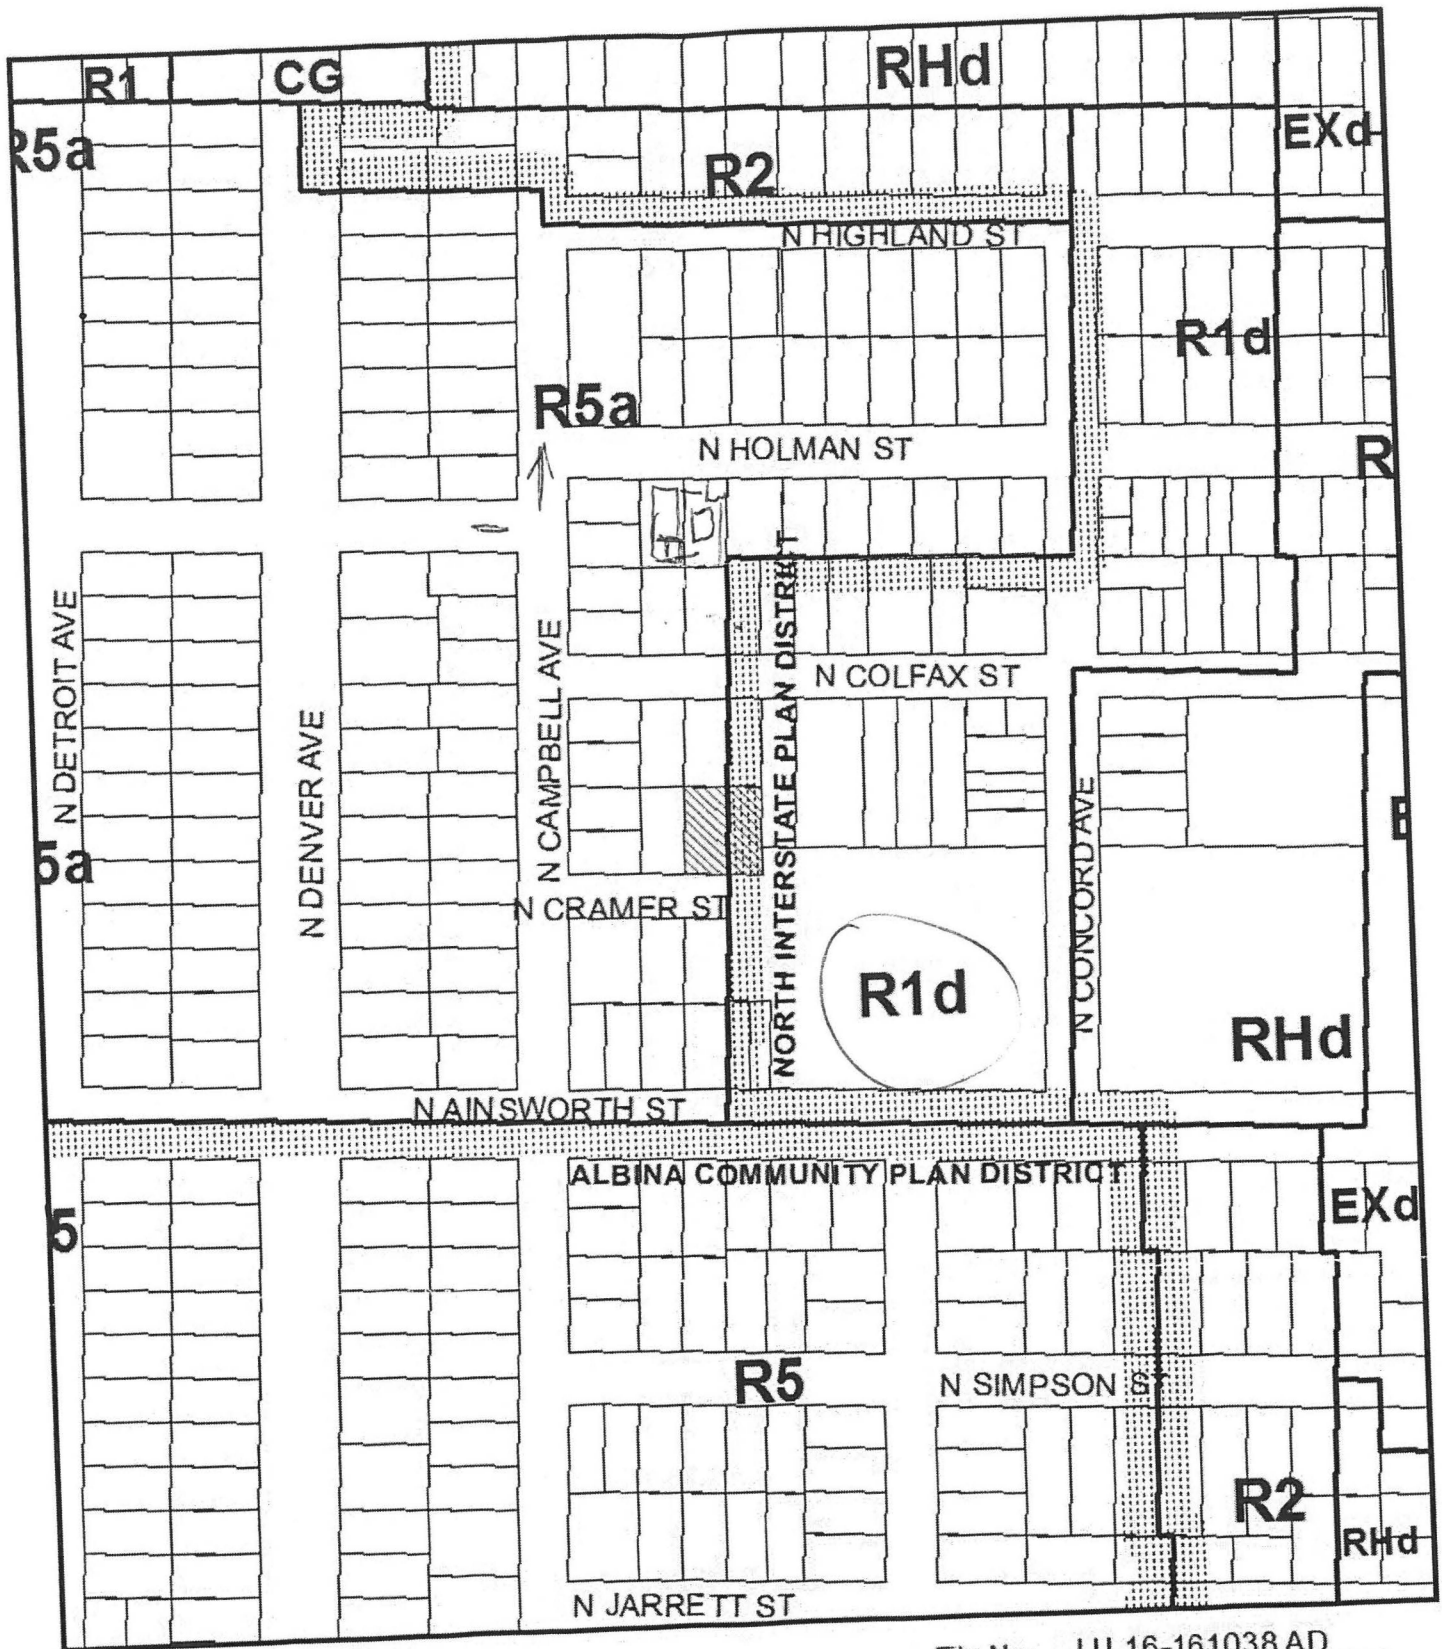 R1
CG
RHd
R5a
EXd
R2
N HIGHLAND ST
R1d
R5a
N HOLMAN ST
R
N DETROIT AVE
N DENVER AVE
N CAMPBELL AVE
NORTH INTERSTATE PLAN DISTRICT
N COLFAX ST
N CONCORD AVE
5a
N CRAMER ST
R1d
RHd
N AINSWORTH ST
ALBINA COMMUNITY PLAN DISTRICT
EXd
5
R5
N SIMPSON ST
R2
RHd
N JARRETT ST
File No. LU 16-161038 AD